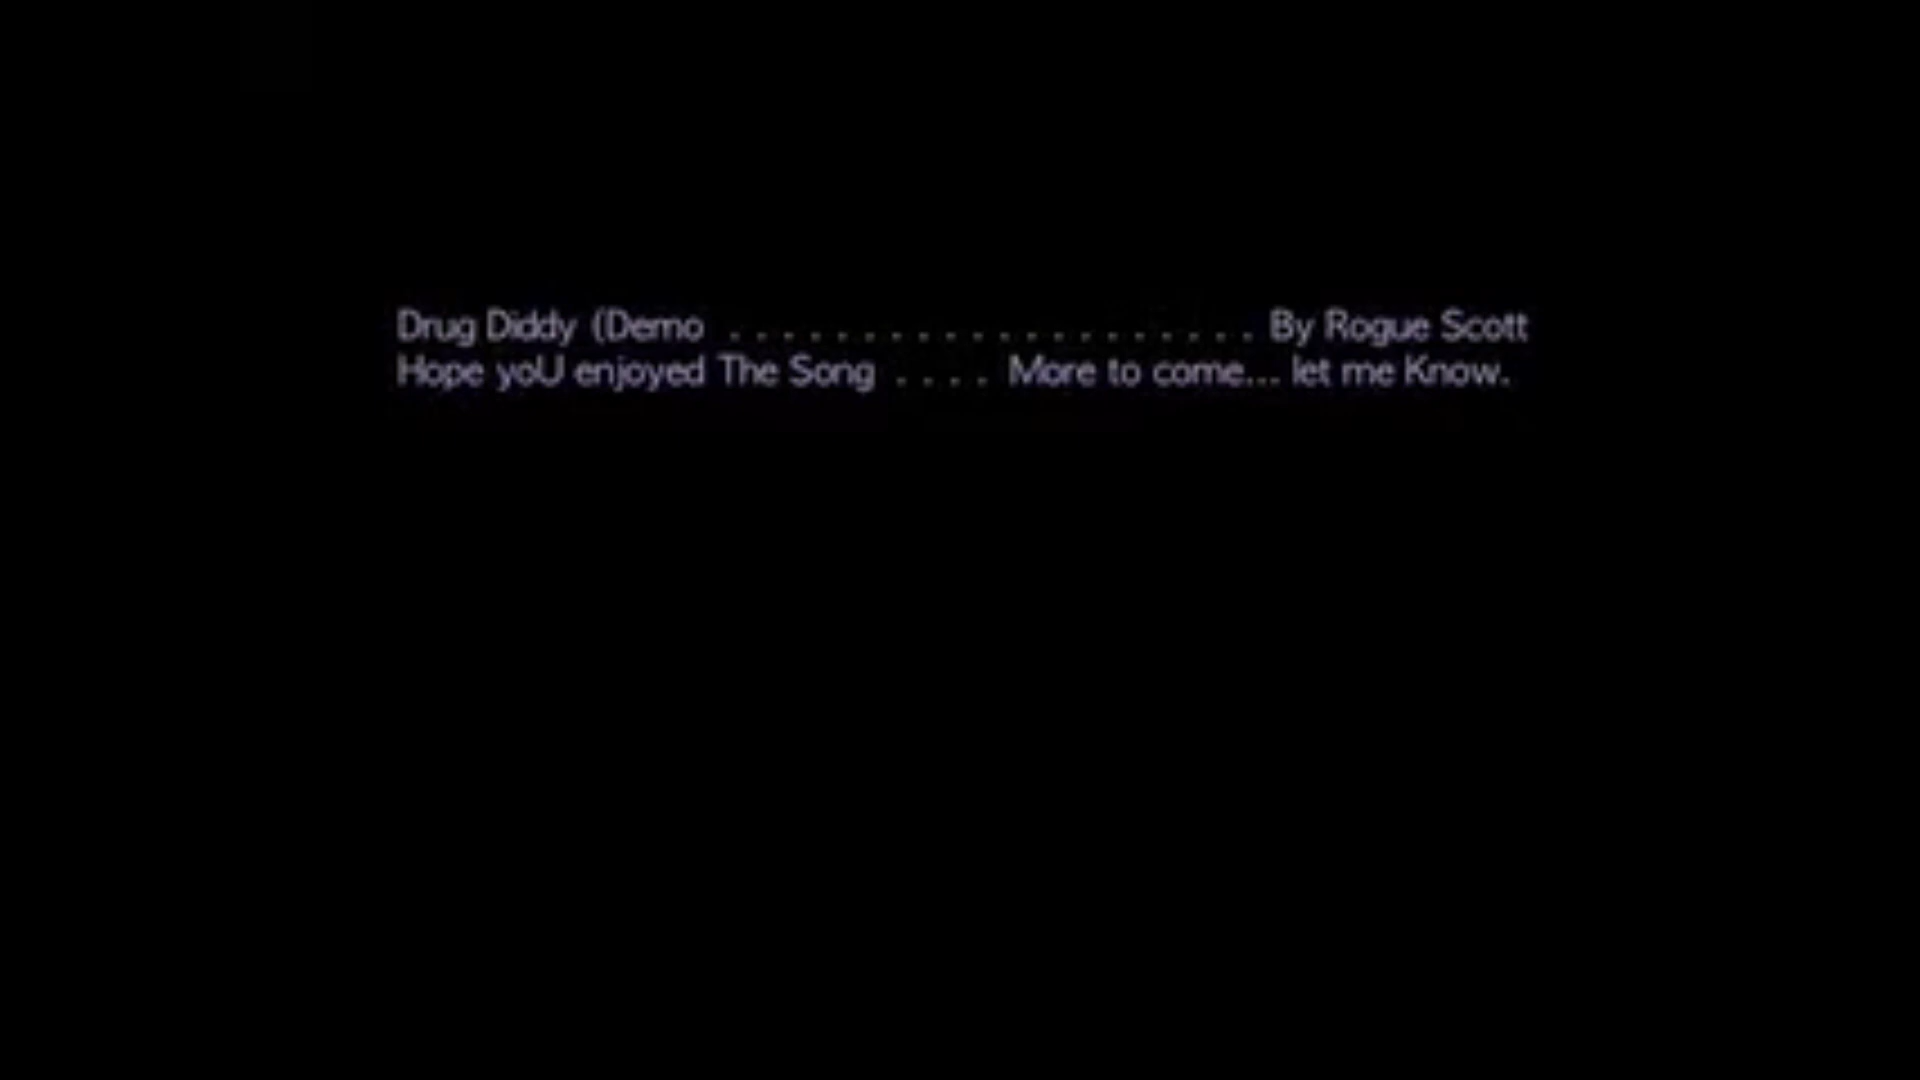 Drug Diddy (Demo . . . . . . . . . . . . . . . . . . . . By Rogue Scott
Hope yoU enjoyed The Song . . . . More to come... let me Know.